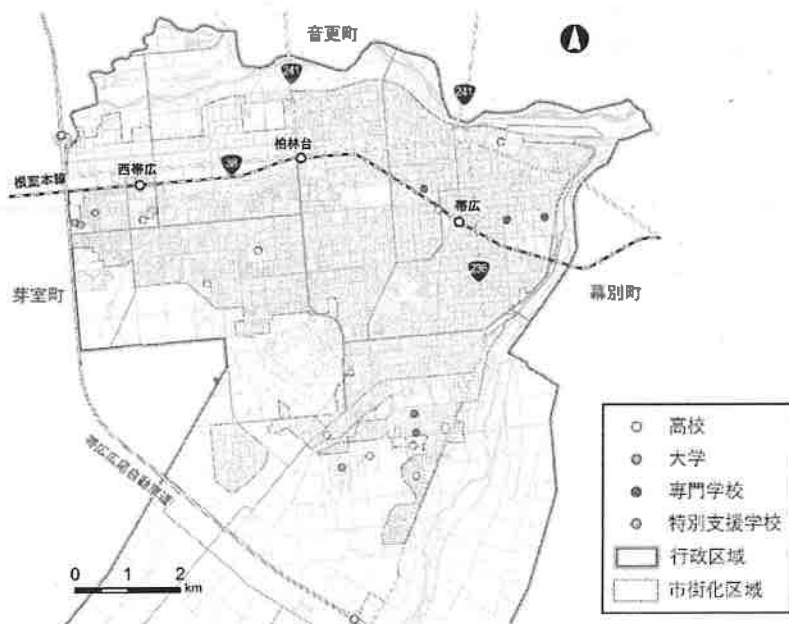 音更町
241
241
柏林台
38
西帯広
根室本線
帯広
236
芽室町
幕別町
帯広広尾自動車道
高校
大学
専門学校
特別支援学校
行政区域
市街化区域
0 1 2
km